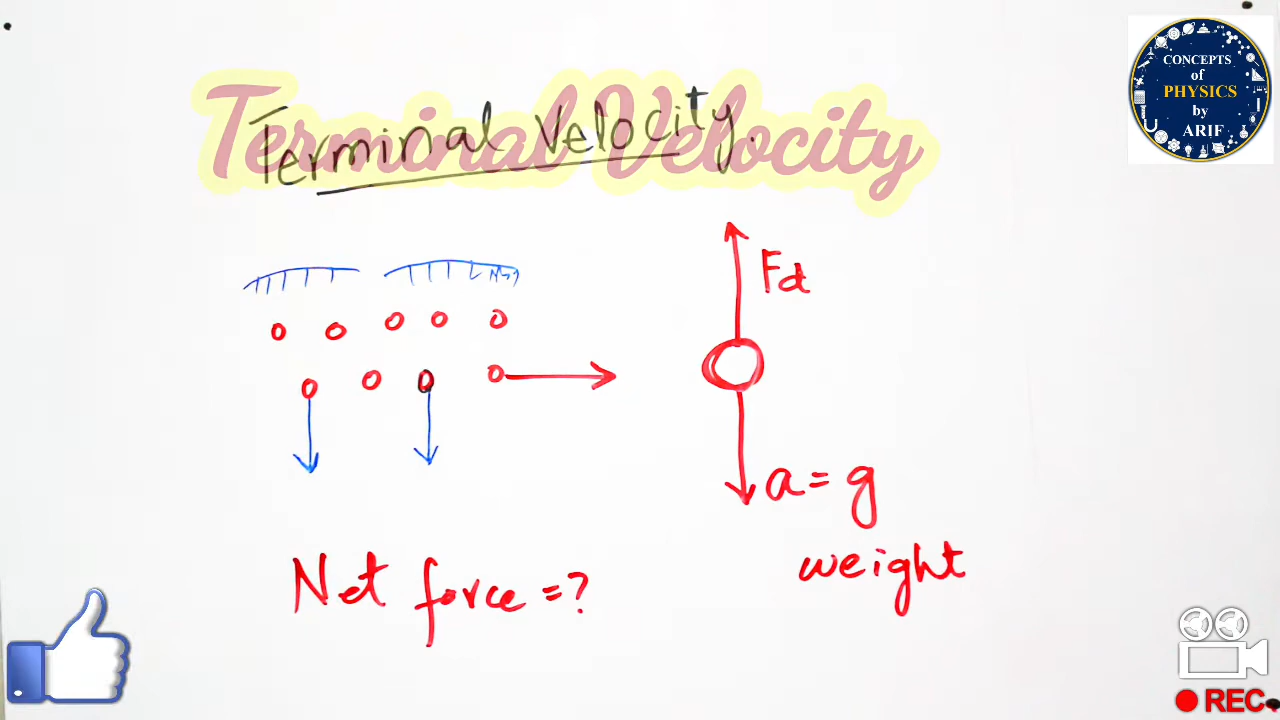 CONCEPTS
of
PHYSICS
by
ARIF
Terminal Velocity
Terminal Velocity.
Fd
a = g
weight
Net force = ?
REC